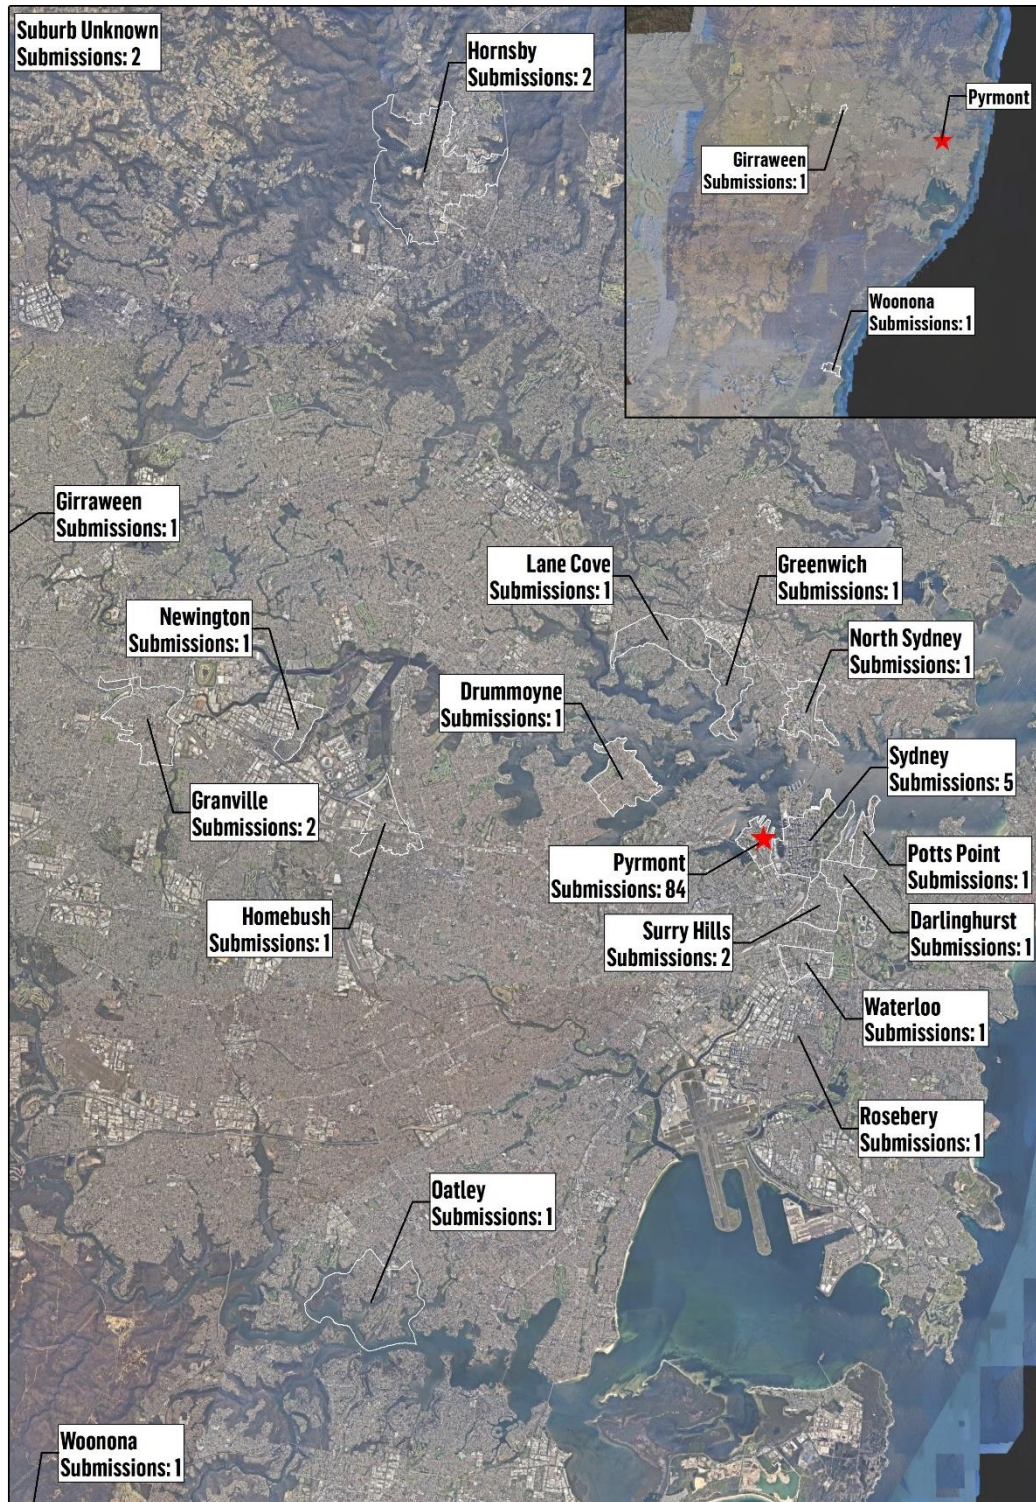 Suburb Unknown
Submissions: 2
Hornsby
Submissions: 2
Pyrmont
Girraween
Submissions: 1
Woonona
Submissions: 1
Girraween
Submissions: 1
Lane Cove
Submissions: 1
Greenwich
Submissions: 1
Newington
Submissions: 1
North Sydney
Submissions: 1
Drummoyne
Submissions: 1
Sydney
Submissions: 5
Granville
Submissions: 2
Pyrmont
Submissions: 84
Potts Point
Submissions: 1
Homebush
Submissions: 1
Surry Hills
Submissions: 2
Darlinghurst
Submissions: 1
Waterloo
Submissions: 1
Rosebery
Submissions: 1
Oatley
Submissions: 1
Woonona
Submissions: 1